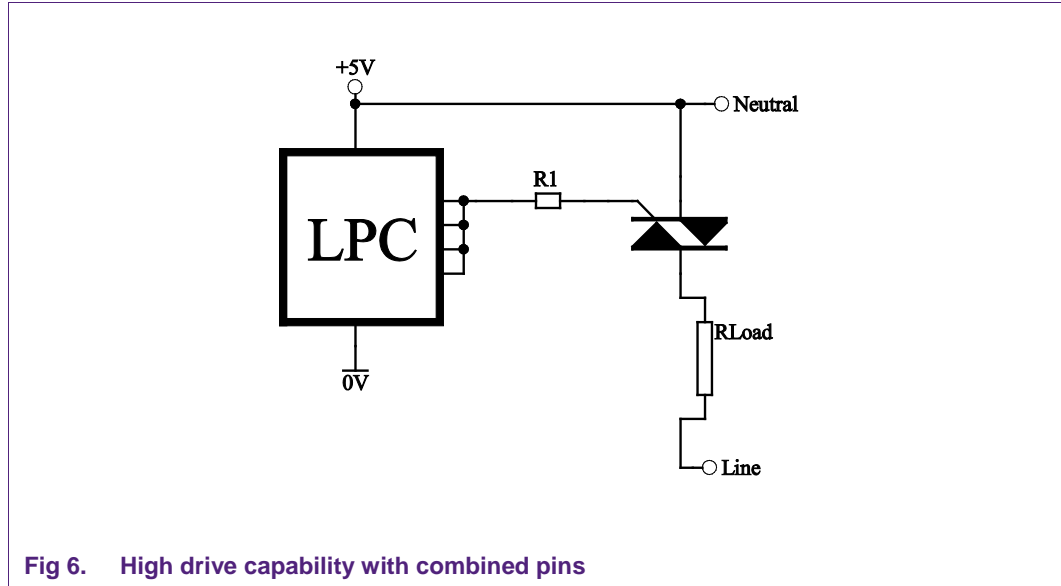 +5V
Neutral
R1
LPC
RLoad
0V
Line
Fig 6. High drive capability with combined pins